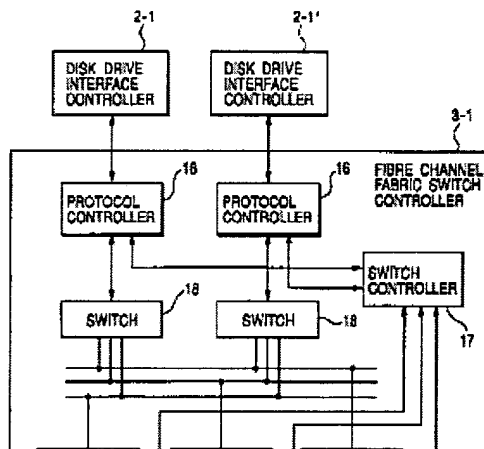 2-1
2-1'
DISK DRIVE
INTERFACE
CONTROLLER
DISK DRIVE
INTERFACE
CONTROLLER
3-1
FIBRE CHANNEL
FABRIC SWITCH
CONTROLLER
16
16
PROTOCOL
CONTROLLER
PROTOCOL
CONTROLLER
SWITCH
CONTROLLER
17
18
18
SWITCH
SWITCH